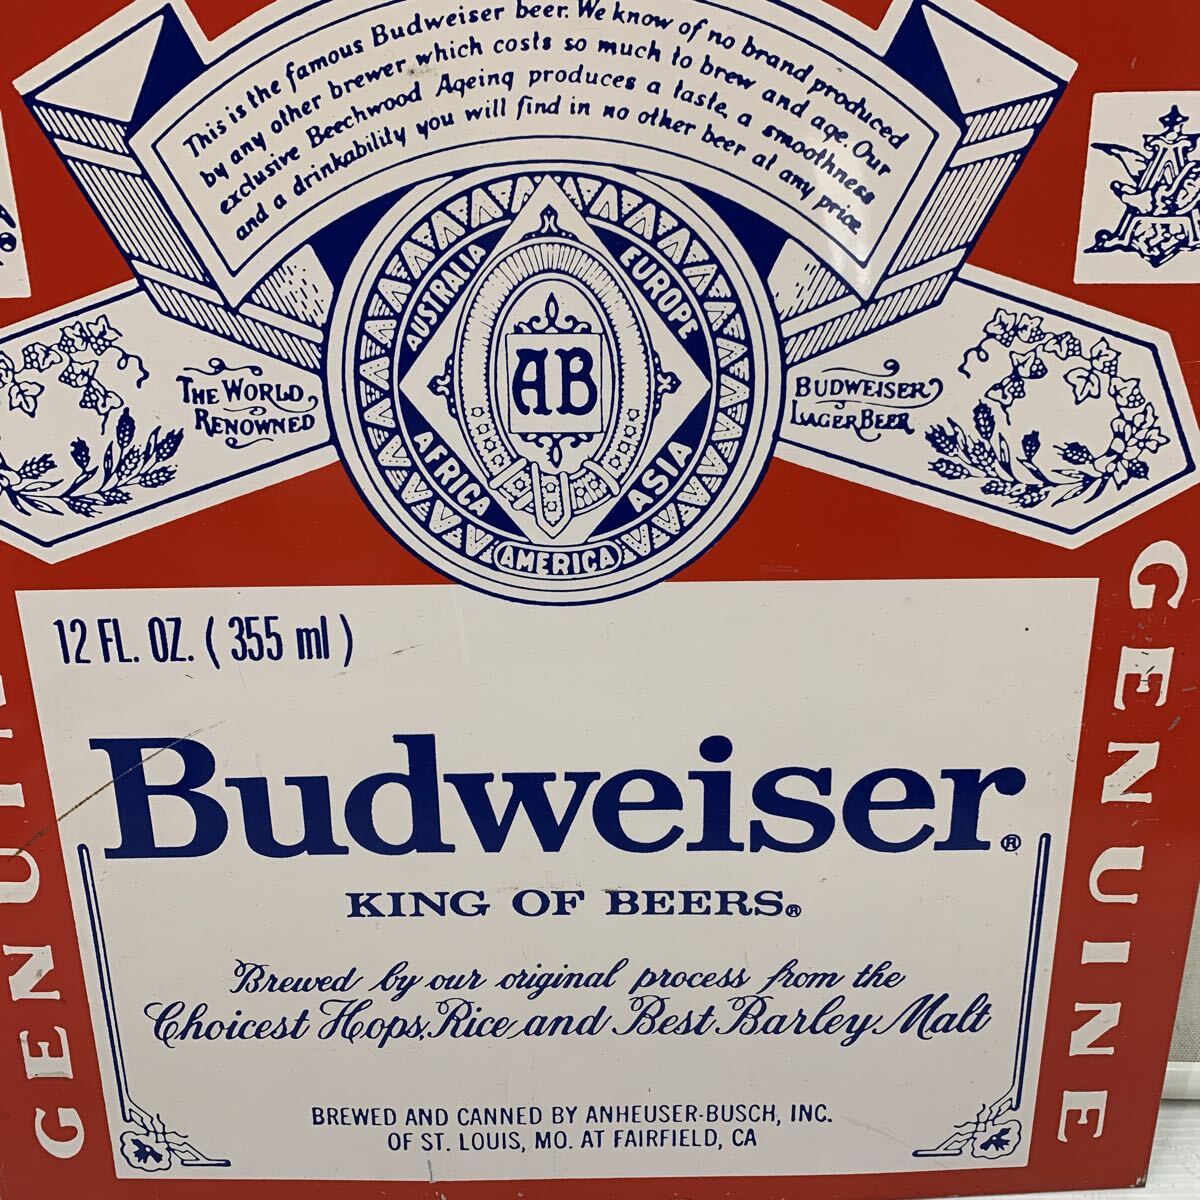 This is the famous Budweiser beer. We know of no brand produced
by any other brewer which costs so much to brew and age. Our
exclusive Beechwood Ageing produces a taste, a smoothness
and a drinkability you will find in no other beer at any price
AUSTRALIA
EUROPE
AB
AFRICA
ASIA
AMERICA
THE WORLD
RENOWNED
BUDWEISER
LAGER BEER
12 FL. OZ. (355 ml)
Budweiser®
KING OF BEERS®
Brewed by our original process from the
Choicest Hops, Rice and Best Barley Malt
BREWED AND CANNED BY ANHEUSER-BUSCH, INC.
OF ST. LOUIS, MO. AT FAIRFIELD, CA
GENUIN
GENUINE